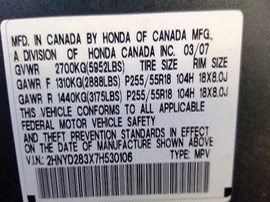 MFD. IN CANADA BY HONDA OF CANADA MFG.,
A DIVISION OF HONDA CANADA INC. 03/07
GVWR 2700KG(5952LBS) TIRE SIZE RIM SIZE
GAWR F 1310KG(2888LBS) P255/55R18 104H 18X8.0J
GAWR R 1440KG(3175LBS) P255/55R18 104H 18X8.0J
THIS VEHICLE CONFORMS TO ALL APPLICABLE
FEDERAL MOTOR VEHICLE SAFETY AND
THEFT PREVENTION STANDARDS IN EFFECT ON
THE DATE OF MANUFACTURE SHOWN ABOVE
V.I.N: 2HNYD283X7H530106 TYPE: MPV